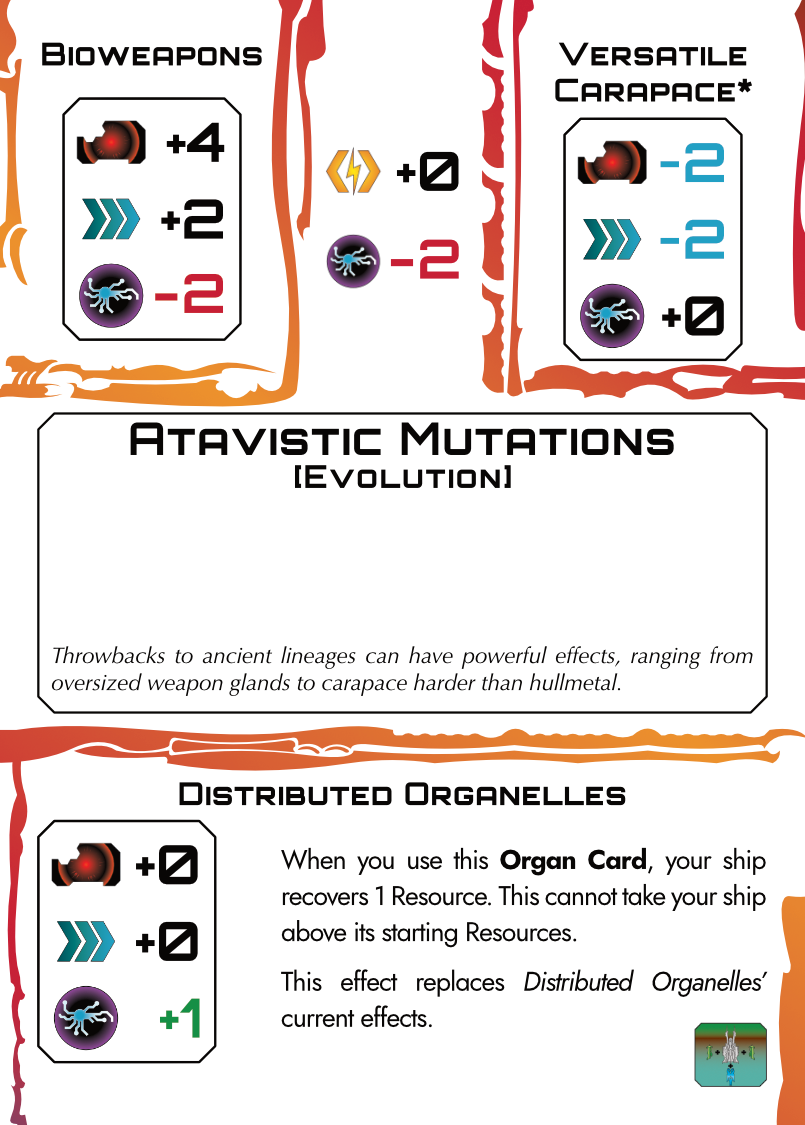 Bioweapons
+4
+2
-2
+0
-2
Versatile
Carapace*
-2
-2
+0
Atavistic Mutations
[Evolution]
Throwbacks to ancient lineages can have powerful effects, ranging from
oversized weapon glands to carapace harder than hullmetal.
Distributed Organelles
+0
+0
+1
When you use this Organ Card, your ship
recovers 1 Resource. This cannot take your ship
above its starting Resources.
This effect replaces Distributed Organelles’
current effects.